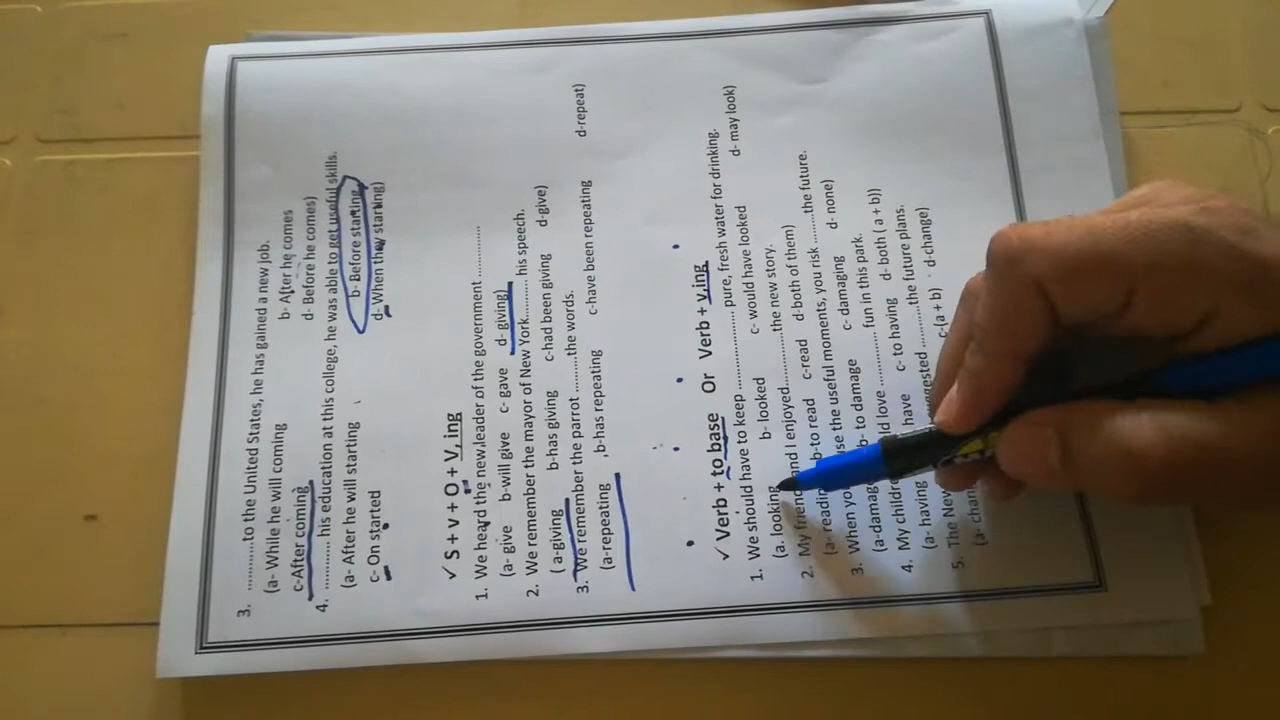 3. ............to the United States, he has gained a new job.
(a- While he will coming b- After he comes
c-After coming d- Before he comes)
4. ............ his education at this college, he was able to get useful skills.
(a- After he will starting b- Before starting
c- On started d- When they starting)
✓ S + v + O + V, ing
1. We heard the new leader of the government ............
(a- give b-will give c- gave d- giving)
2. We remember the mayor of New York.......... his speech.
( a-giving b-has giving c-had been giving d-give)
3. We remember the parrot ...........the words.
(a-repeating ,b-has repeating c-have been repeating d-repeat)
✓ Verb + to base Or Verb + v.ing
1. We should have to keep ................ pure, fresh water for drinking.
(a. looking b- looked c- would have looked d- may look)
2. My friend and I enjoyed............the new story.
(a- reading b-to read c-read d-both of them)
3. When you the useful moments, you risk ..........the future.
b- to damage c- damaging d- none)
4. My love ............ fun in this park.
(a- having have c- to having d- both ( a + b))
5. The New ............the future plans.
c-(a + b) d-change)